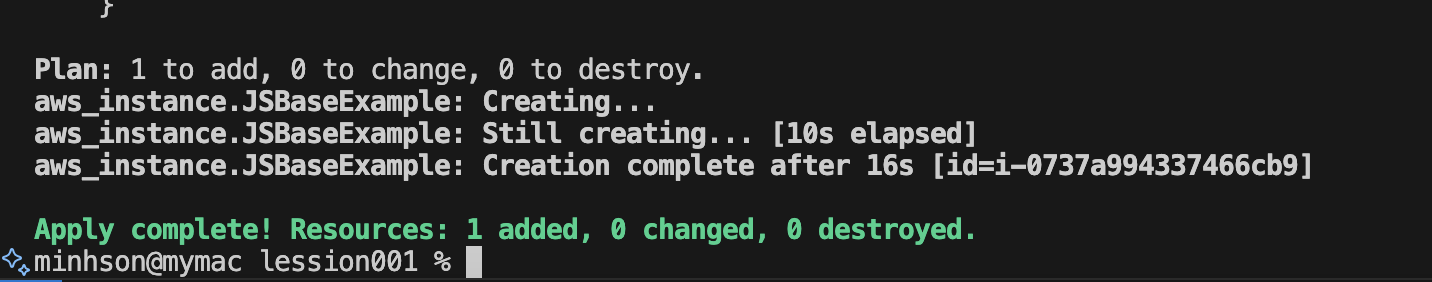 }
Plan: 1 to add, 0 to change, 0 to destroy.
aws_instance.JSBaseExample: Creating...
aws_instance.JSBaseExample: Still creating... [10s elapsed]
aws_instance.JSBaseExample: Creation complete after 16s [id=i-0737a994337466cb9]
Apply complete! Resources: 1 added, 0 changed, 0 destroyed.
minhson@mymac lession001 %